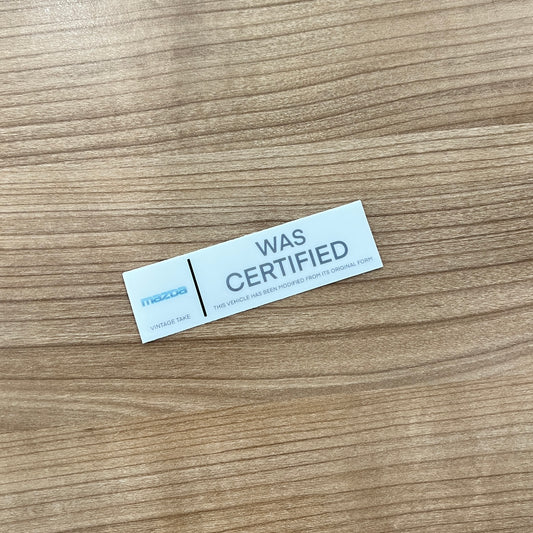 mazda
VINTAGE TAKE
WAS
CERTIFIED
THIS VEHICLE HAS BEEN MODIFIED FROM ITS ORIGINAL FORM